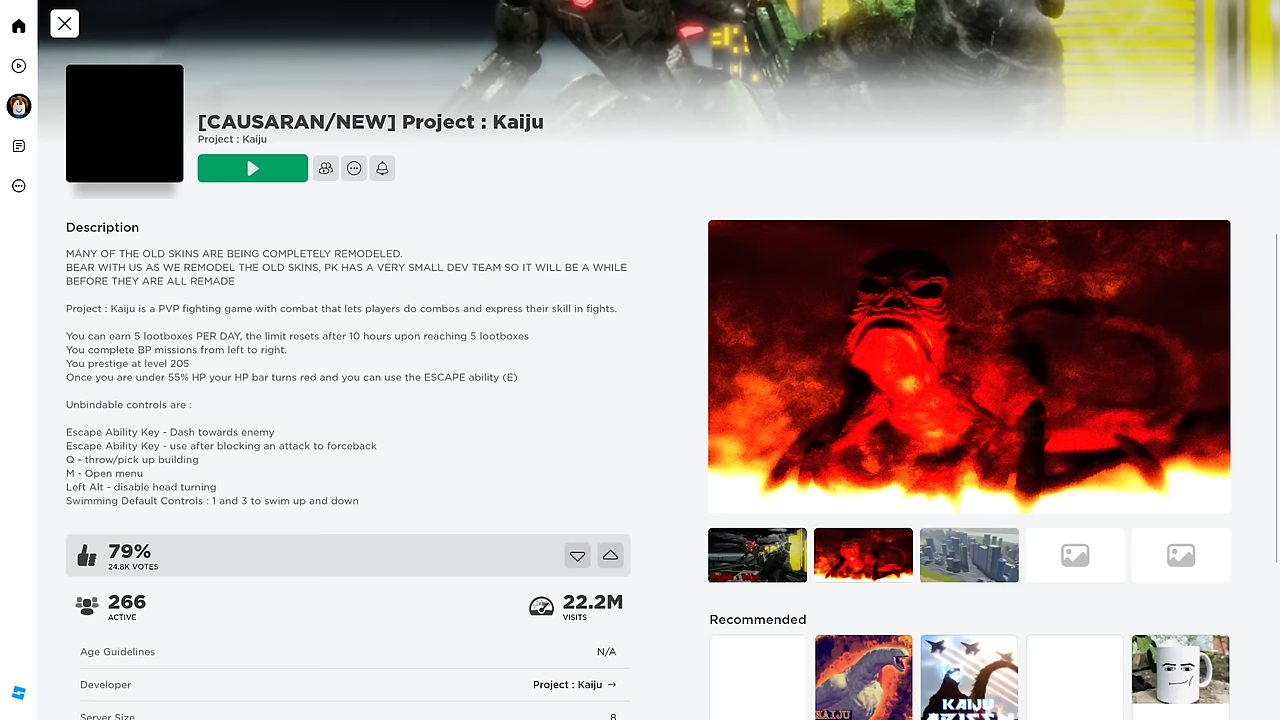 [CAUSARAN/NEW] Project : Kaiju
Project : Kaiju
Description
MANY OF THE OLD SKINS ARE BEING COMPLETELY REMODELED.
BEAR WITH US AS WE REMODEL THE OLD SKINS, PK HAS A VERY SMALL DEV TEAM SO IT WILL BE A WHILE
BEFORE THEY ARE ALL REMADE
Project : Kaiju is a PVP fighting game with combat that lets players do combos and express their skill in fights.
You can earn 5 lootboxes PER DAY, the limit resets after 10 hours upon reaching 5 lootboxes
You complete BP missions from left to right.
You prestige at level 205
Once you are under 55% HP your HP bar turns red and you can use the ESCAPE ability (E)
Unbindable controls are :
Escape Ability Key - Dash towards enemy
Escape Ability Key - use after blocking an attack to forceback
Q - throw/pick up building
M - Open menu
Left Alt - disable head turning
Swimming Default Controls : 1 and 3 to swim up and down
79%
24.8K VOTES
266
ACTIVE
22.2M
VISITS
Age Guidelines
N/A
Developer
Project : Kaiju →
Server Size
8
Recommended
KAIJU
KAIJU